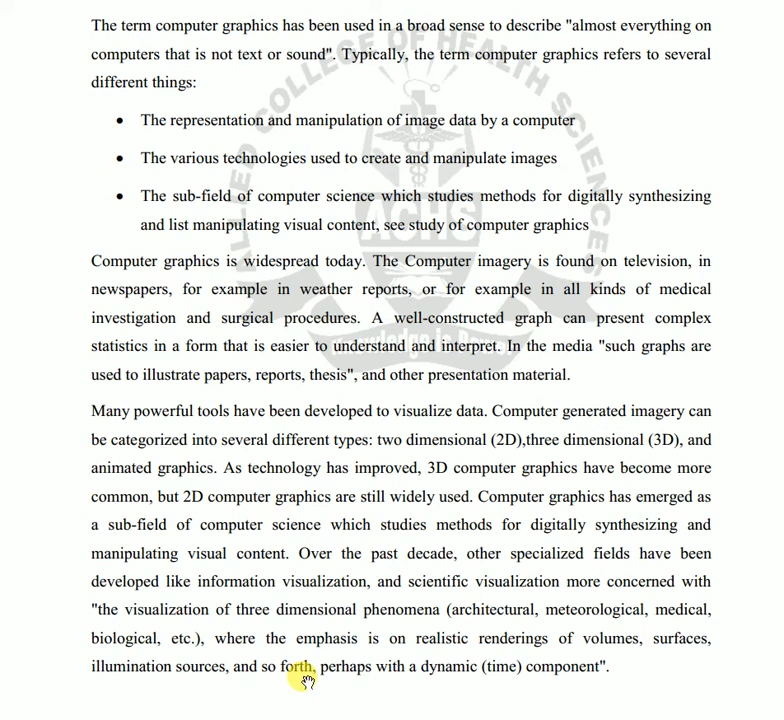 The term computer graphics has been used in a broad sense to describe "almost everything on
computers that is not text or sound". Typically, the term computer graphics refers to several
different things:
• The representation and manipulation of image data by a computer
• The various technologies used to create and manipulate images
• The sub-field of computer science which studies methods for digitally synthesizing
and list manipulating visual content, see study of computer graphics
Computer graphics is widespread today. The Computer imagery is found on television, in
newspapers, for example in weather reports, or for example in all kinds of medical
investigation and surgical procedures. A well-constructed graph can present complex
statistics in a form that is easier to understand and interpret. In the media "such graphs are
used to illustrate papers, reports, thesis", and other presentation material.
Many powerful tools have been developed to visualize data. Computer generated imagery can
be categorized into several different types: two dimensional (2D),three dimensional (3D), and
animated graphics. As technology has improved, 3D computer graphics have become more
common, but 2D computer graphics are still widely used. Computer graphics has emerged as
a sub-field of computer science which studies methods for digitally synthesizing and
manipulating visual content. Over the past decade, other specialized fields have been
developed like information visualization, and scientific visualization more concerned with
"the visualization of three dimensional phenomena (architectural, meteorological, medical,
biological, etc.), where the emphasis is on realistic renderings of volumes, surfaces,
illumination sources, and so forth, perhaps with a dynamic (time) component".
ALLIED COLLEGE OF HEALTH SCIENCES
ACHS
Knowledge is